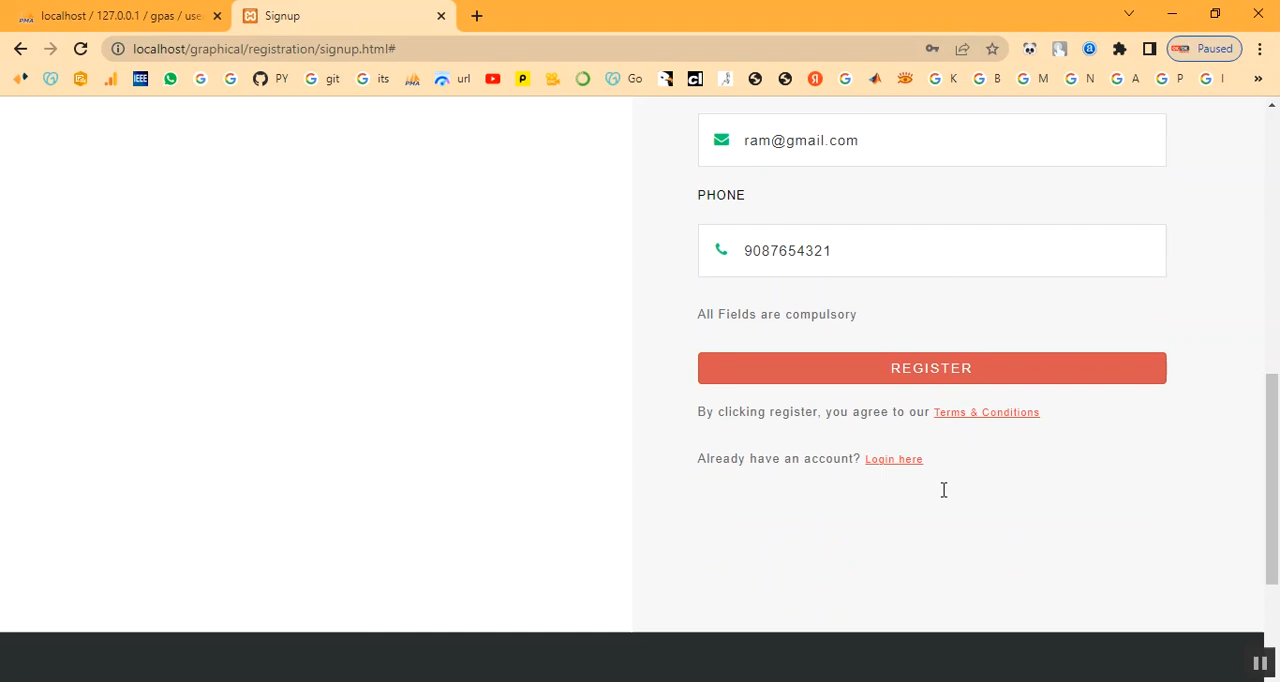 localhost / 127.0.0.1 / gpas / use
Signup
localhost/graphical/registration/signup.html#
Paused
IEEE
PY
git
its
PMA
url
P
Go
Я
K
B
M
N
A
P
I
ram@gmail.com
PHONE
9087654321
All Fields are compulsory
REGISTER
By clicking register, you agree to our Terms & Conditions
Already have an account? Login here